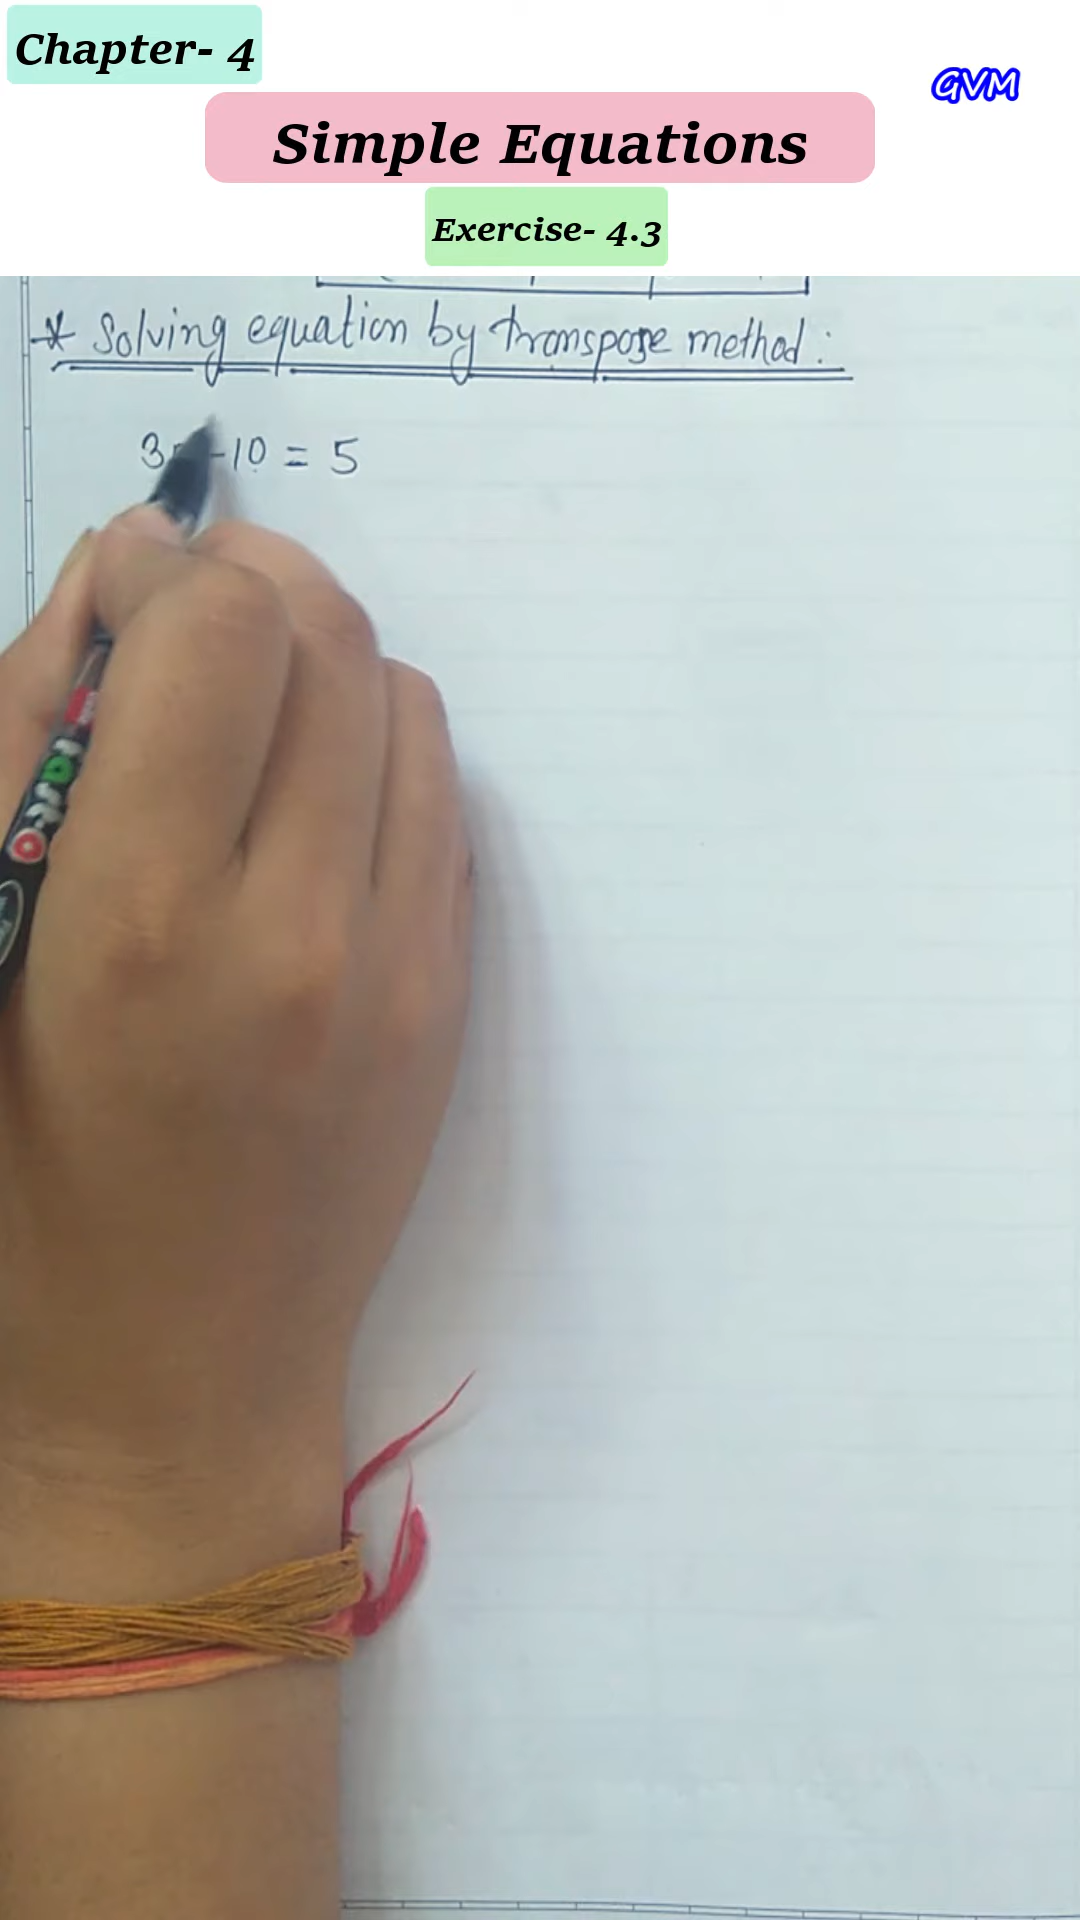 Chapter- 4
GVM
Simple Equations
Exercise- 4.3
* Solving equation by transpose method :
3 -10 = 5